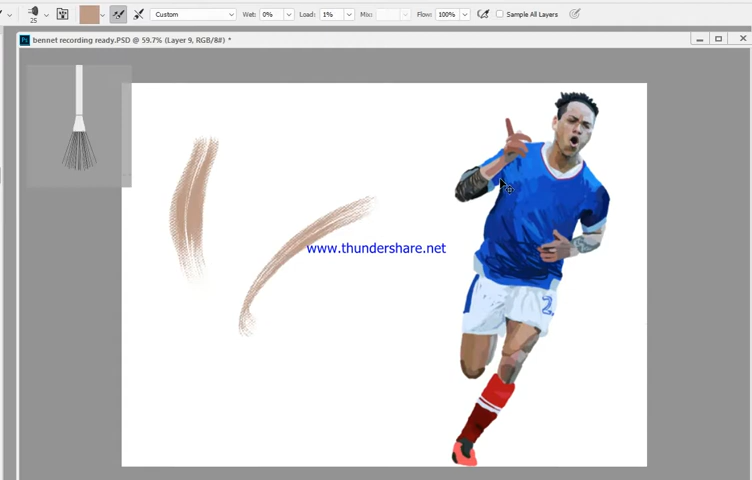 25 Custom Wet: 0% Load: 1% Mix: Flow: 100% Sample All Layers
Ps bennet recording ready.PSD @ 59.7% (Layer 9, RGB/8#) *
www.thundershare.net
2